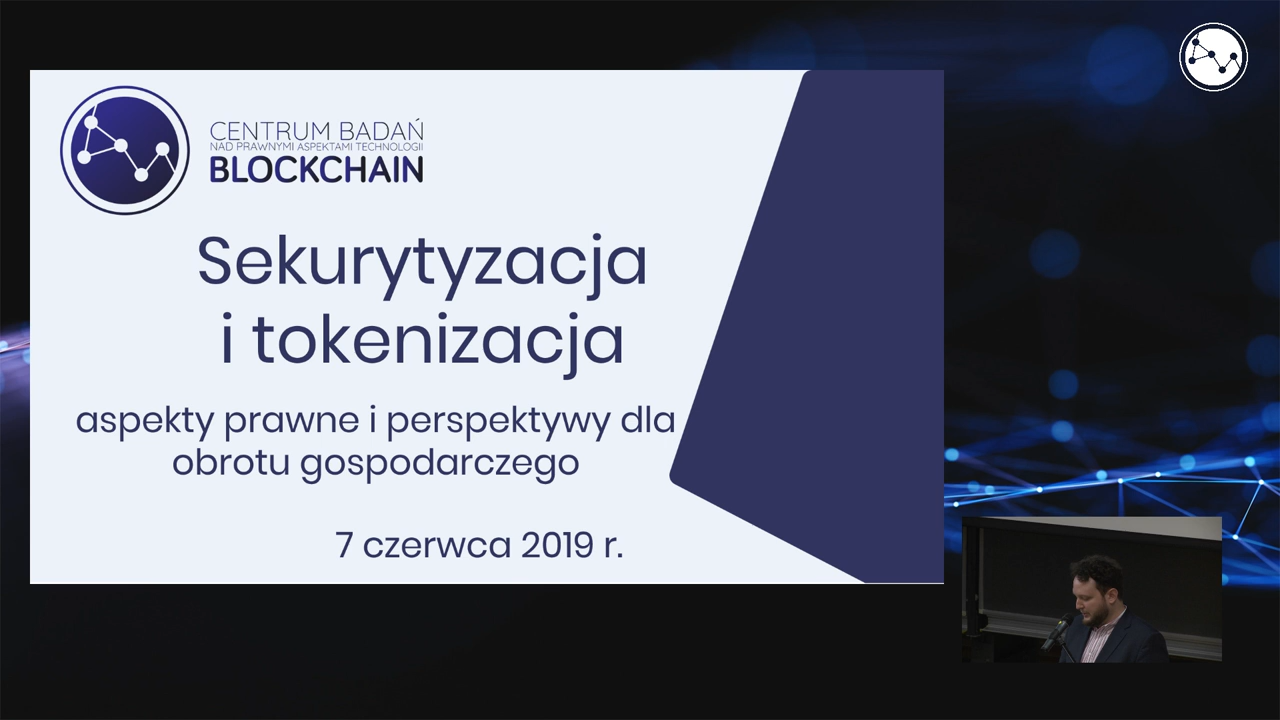 CENTRUM BADAŃ
NAD PRAWNYMI ASPEKTAMI TECHNOLOGII
BLOCKCHAIN
Sekurytyzacja
i tokenizacja
aspekty prawne i perspektywy dla
obrotu gospodarczego
7 czerwca 2019 r.